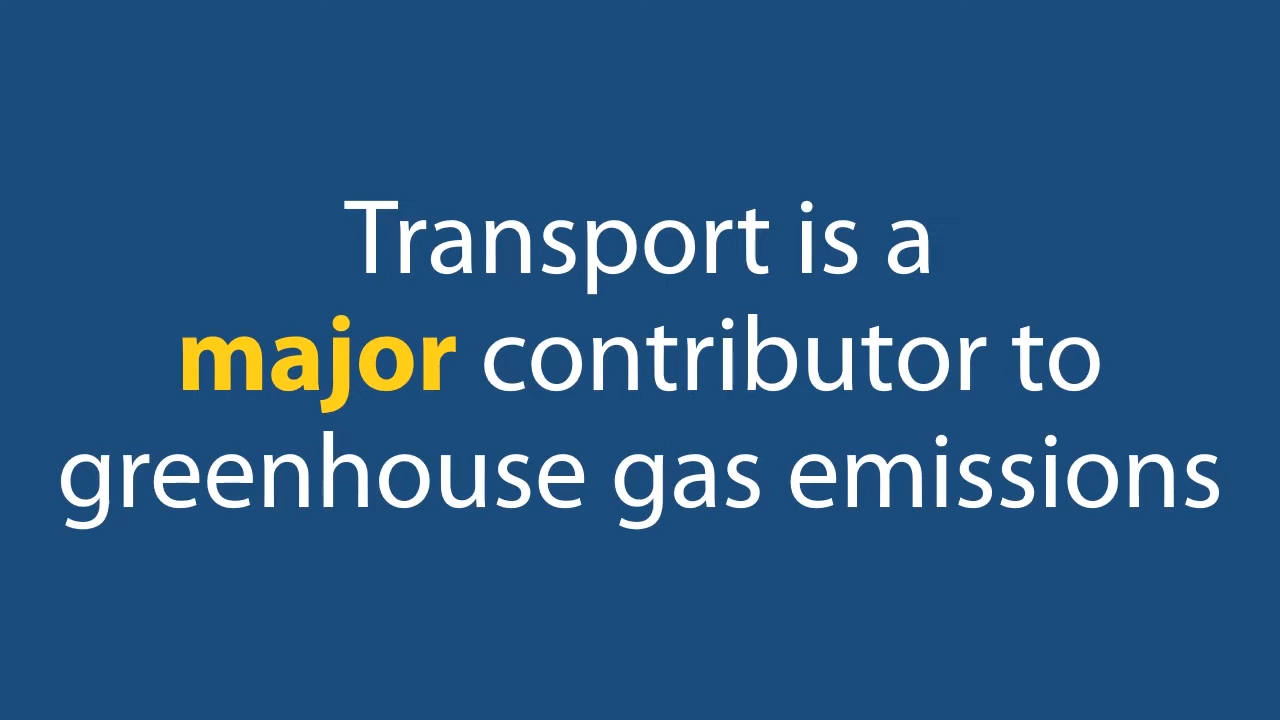 Transport is a
major contributor to
greenhouse gas emissions